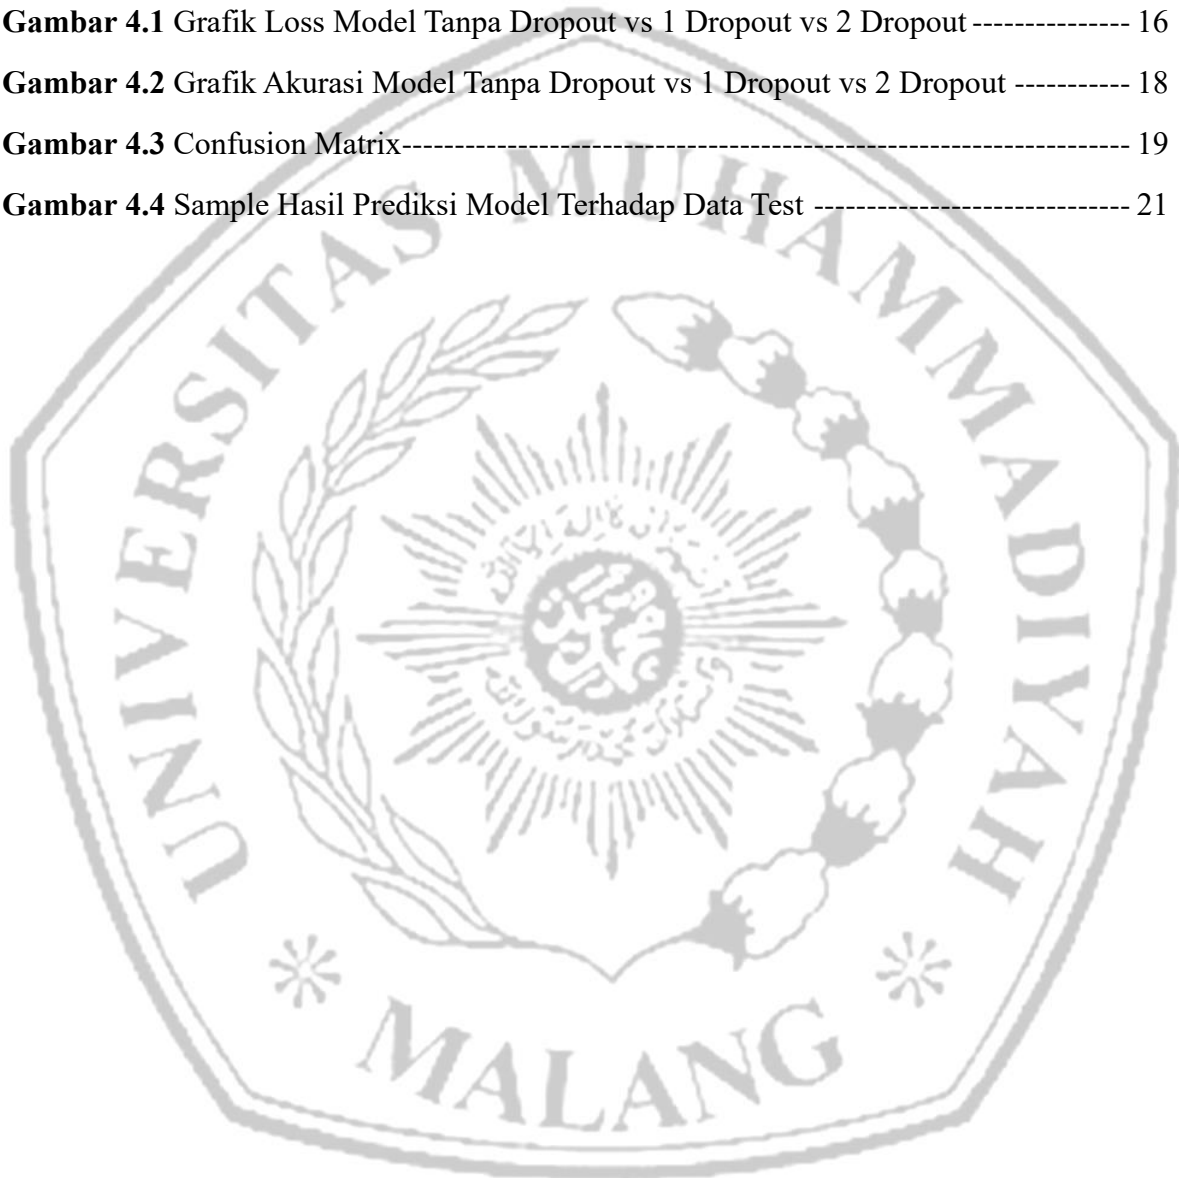 Gambar 4.1 Grafik Loss Model Tanpa Dropout vs 1 Dropout vs 2 Dropout --------------- 16
Gambar 4.2 Grafik Akurasi Model Tanpa Dropout vs 1 Dropout vs 2 Dropout ----------- 18
Gambar 4.3 Confusion Matrix---------------------------------------------------------------------- 19
Gambar 4.4 Sample Hasil Prediksi Model Terhadap Data Test ------------------------------ 21
UNIVERSITAS MUHAMMADIYAH
MALANG